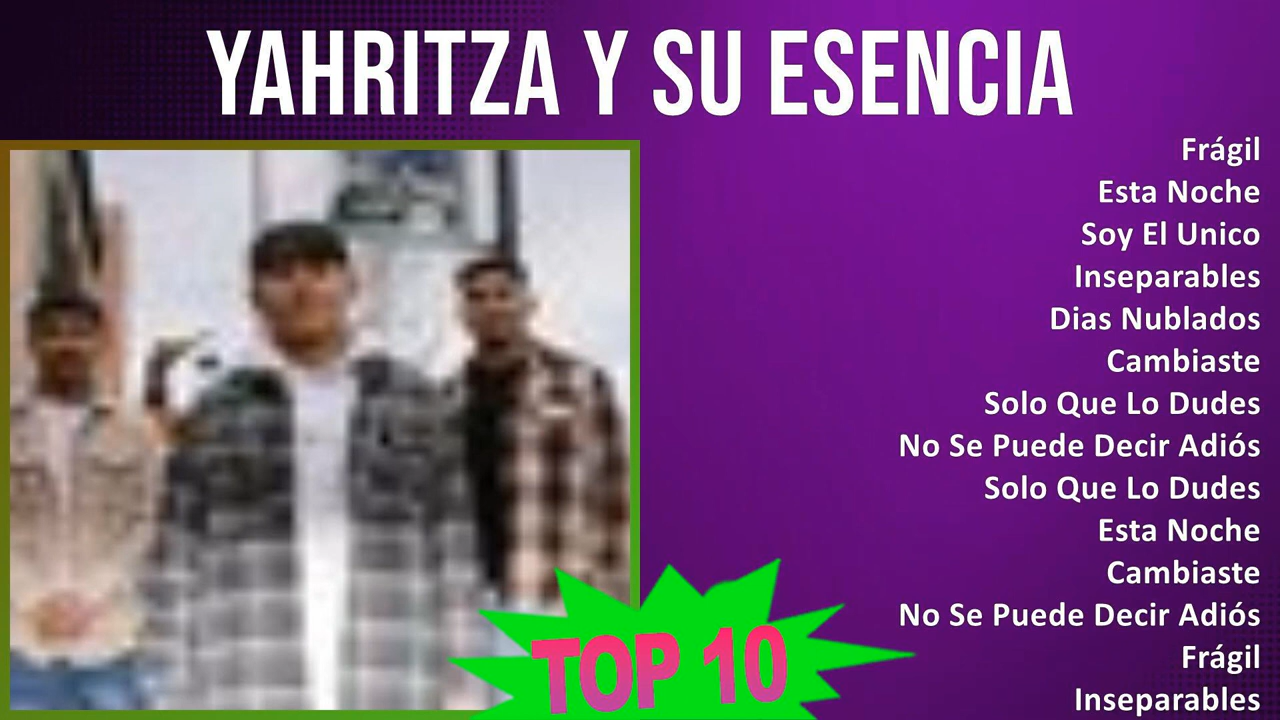 YAHRITZA Y SU ESENCIA
Frágil
Esta Noche
Soy El Unico
Inseparables
Dias Nublados
Cambiaste
Solo Que Lo Dudes
No Se Puede Decir Adiós
Solo Que Lo Dudes
Esta Noche
Cambiaste
No Se Puede Decir Adiós
Frágil
Inseparables
TOP 10